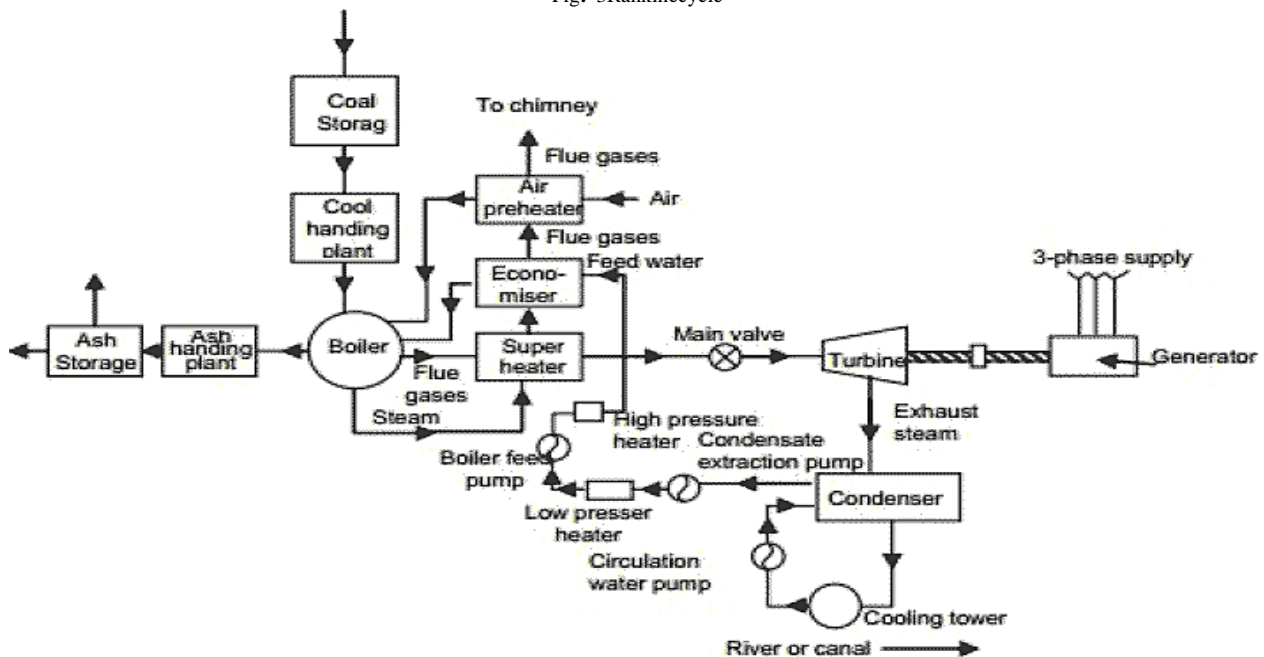 Fig. 3Rankinecycle
Coal
Storag
To chimney
Flue gases
Cool
handing
plant
Air
preheater
Air
Flue gases
Feed water
Econo-
miser
3-phase supply
Ash
Storage
Ash
handing
plant
Boiler
Super
heater
Main valve
Turbine
Generator
Flue
gases
Steam
Exhaust
steam
High pressure
heater
Condensate
extraction pump
Boiler feed
pump
Condenser
Low presser
heater
Circulation
water pump
Cooling tower
River or canal